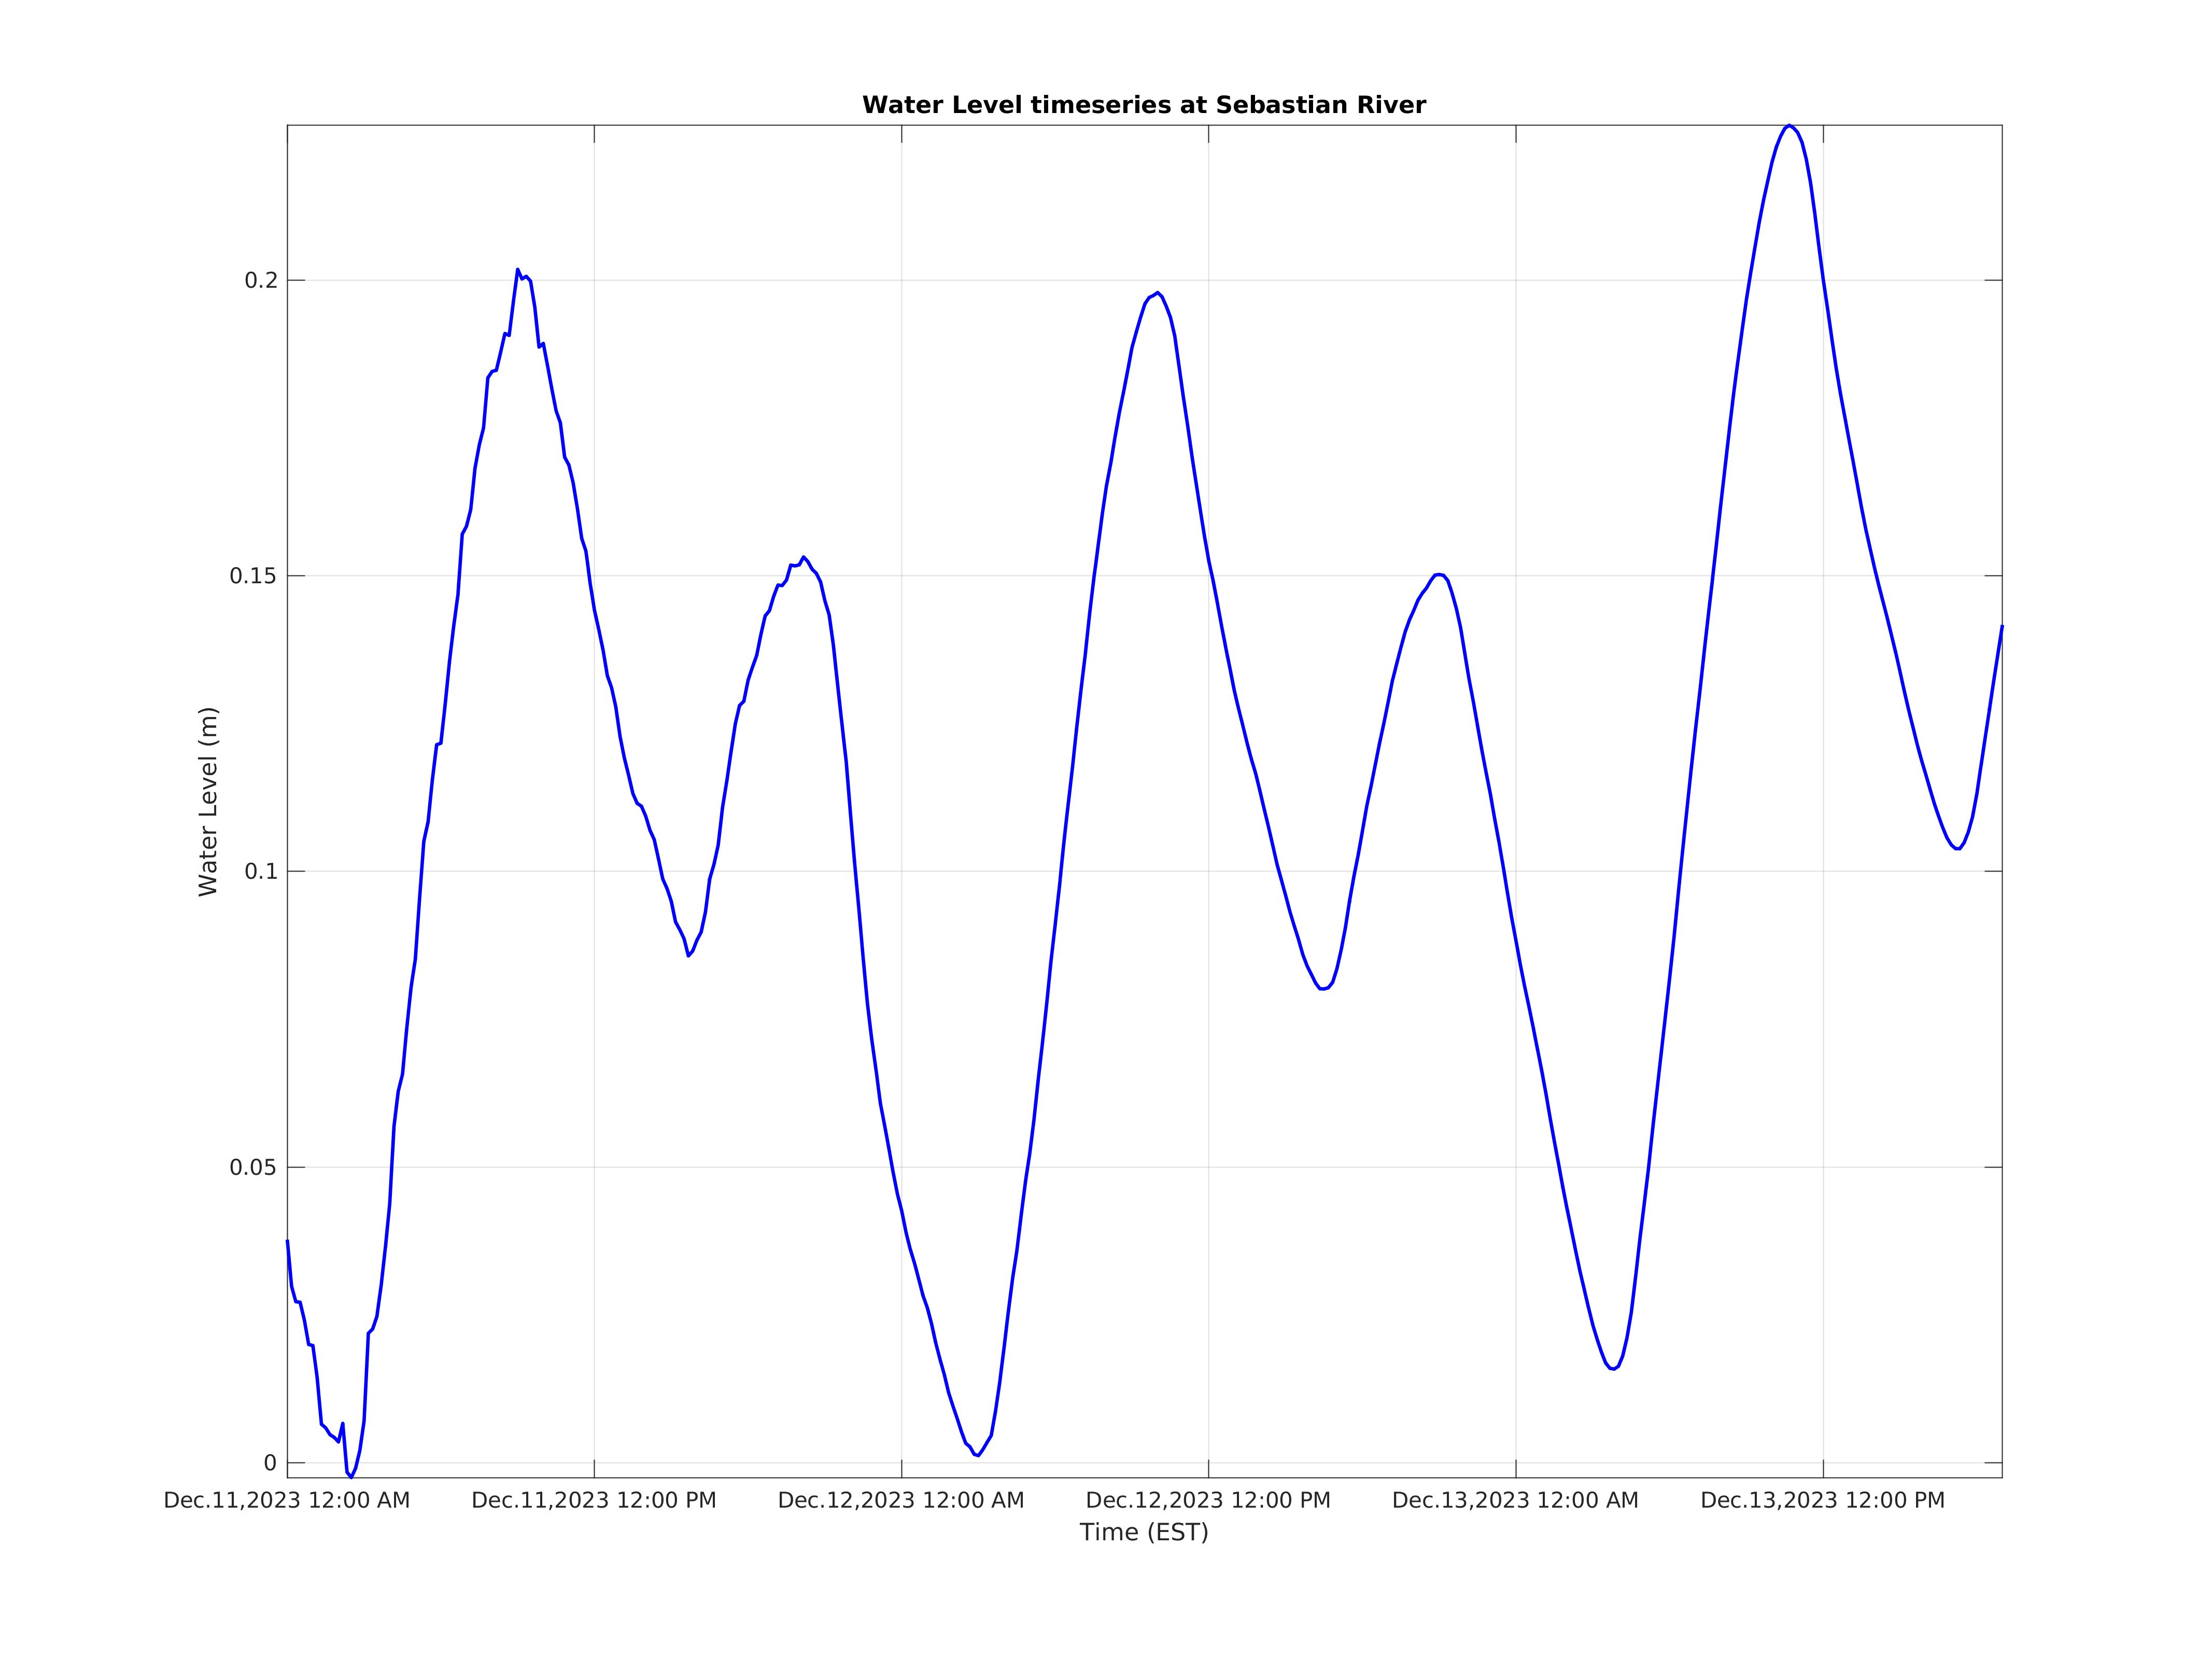 Water Level timeseries at Sebastian River
0.2
0.15
0.1
0.05
0
Water Level (m)
Dec.11,2023 12:00 AM Dec.11,2023 12:00 PM Dec.12,2023 12:00 AM Dec.12,2023 12:00 PM Dec.13,2023 12:00 AM Dec.13,2023 12:00 PM
Time (EST)